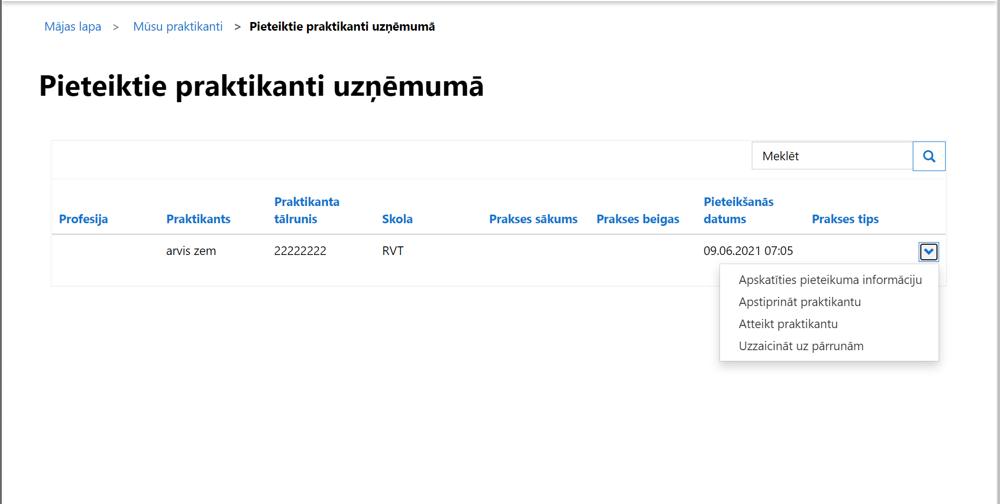 Mājas lapa > Mūsu praktikanti > Pieteiktie praktikanti uzņēmumā
Pieteiktie praktikanti uzņēmumā
Meklēt
Profesija Praktikants Praktikanta tālrunis Skola Prakses sākums Prakses beigas Pieteikšanās datums Prakses tips
arvis zem 22222222 RVT 09.06.2021 07:05
Apskatīties pieteikuma informāciju
Apstiprināt praktikantu
Atteikt praktikantu
Uzzaicināt uz pārrunām